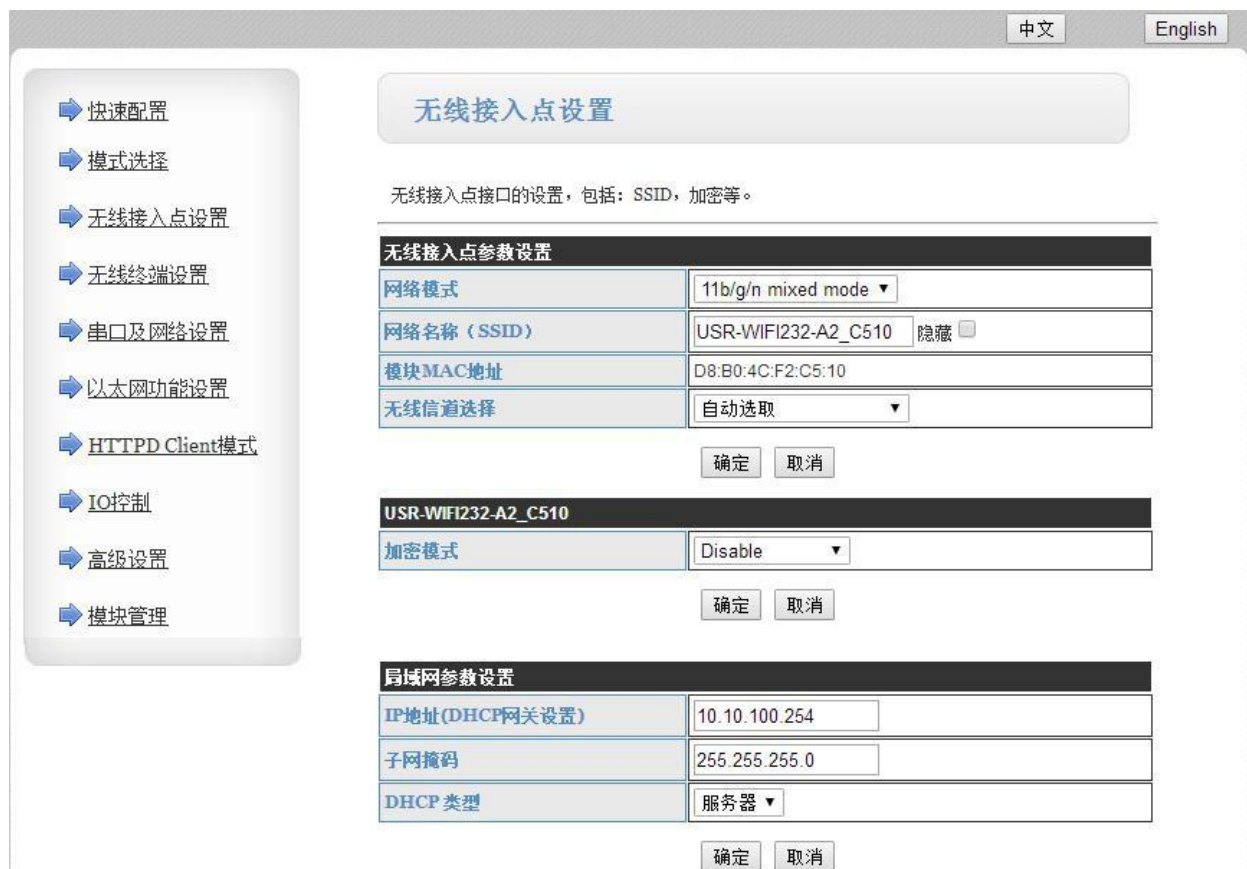 中文 English
快速配置
模式选择
无线接入点设置
无线终端设置
串口及网络设置
以太网功能设置
HTTPD Client模式
IO控制
高级设置
模块管理
无线接入点设置
无线接入点接口的设置，包括：SSID，加密等。
无线接入点参数设置
网络模式 11b/g/n mixed mode
网络名称（SSID） USR-WIFI232-A2_C510 隐藏
模块MAC地址 D8:B0:4C:F2:C5:10
无线信道选择 自动选取
确定 取消
USR-WIFI232-A2_C510
加密模式 Disable
确定 取消
局域网参数设置
IP地址(DHCP网关设置) 10.10.100.254
子网掩码 255.255.255.0
DHCP 类型 服务器
确定 取消